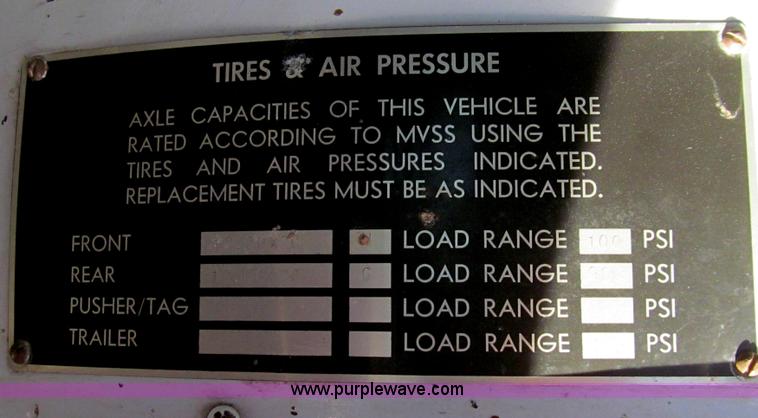 TIRES & AIR PRESSURE
AXLE CAPACITIES OF THIS VEHICLE ARE
RATED ACCORDING TO MVSS USING THE
TIRES AND AIR PRESSURES INDICATED.
REPLACEMENT TIRES MUST BE AS INDICATED.
FRONT LOAD RANGE 100 PSI
REAR LOAD RANGE PSI
PUSHER/TAG LOAD RANGE PSI
TRAILER LOAD RANGE PSI
www.purplewave.com